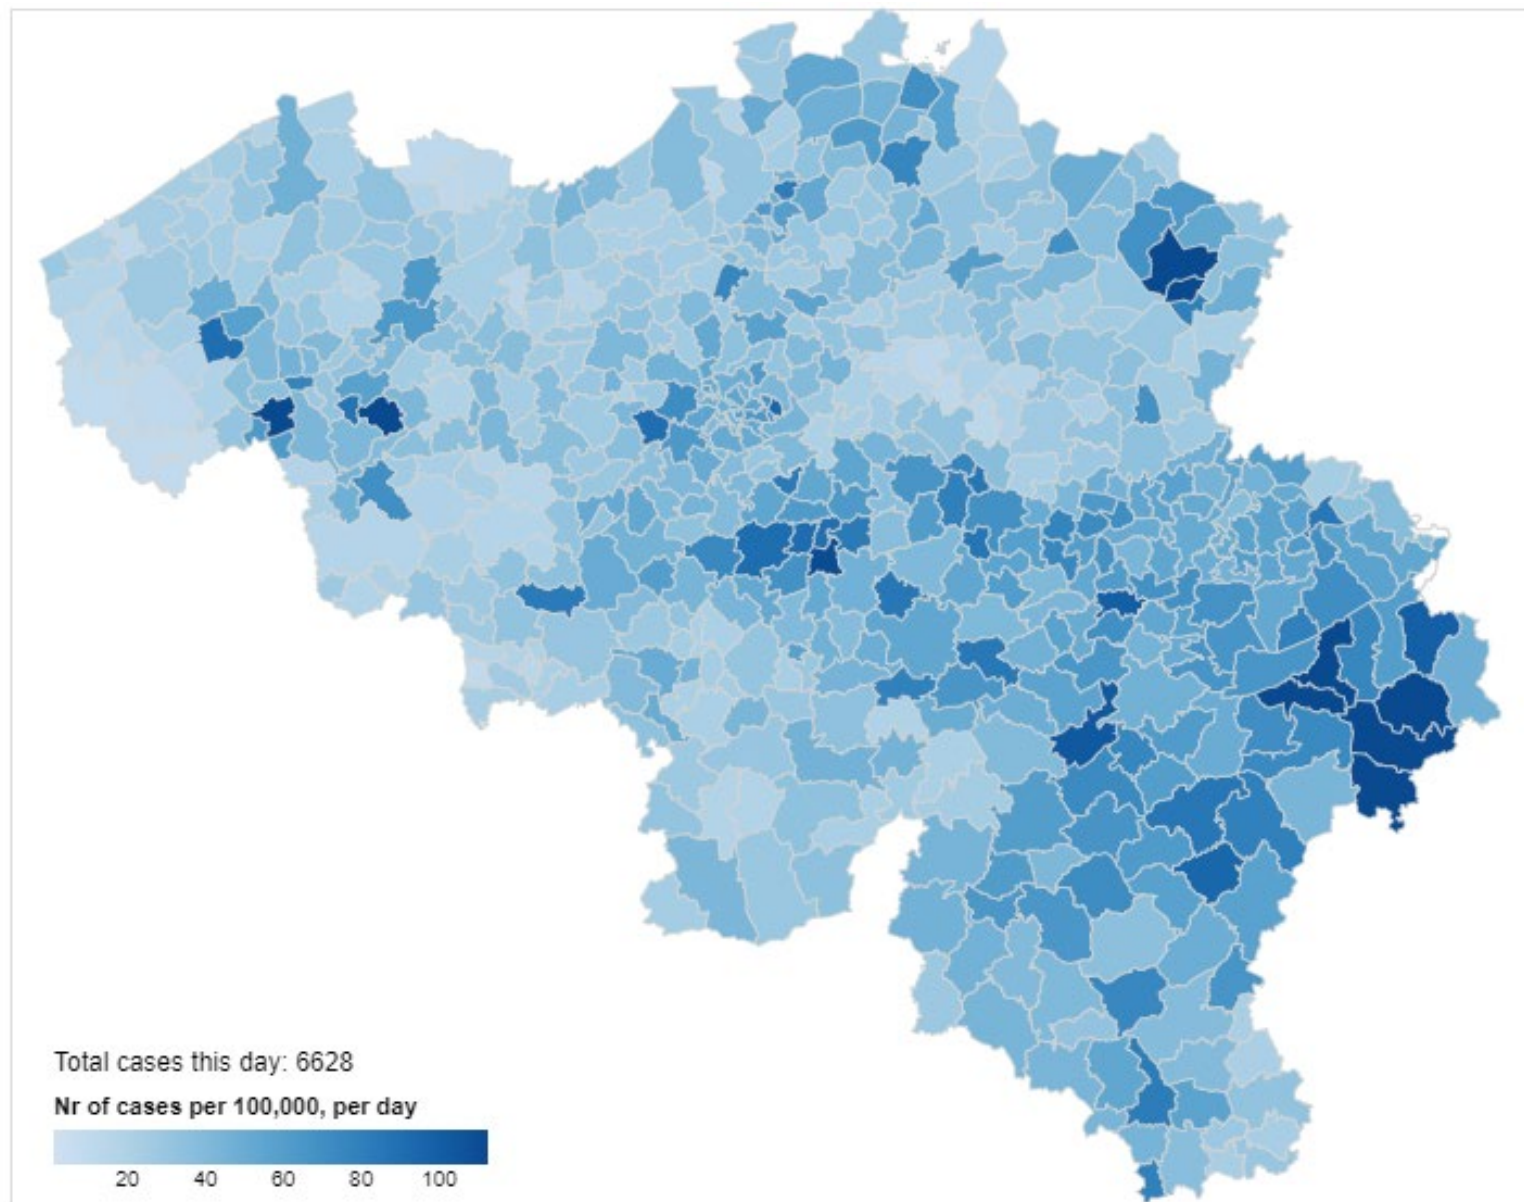 Total cases this day: 6628
Nr of cases per 100,000, per day
20 40 60 80 100